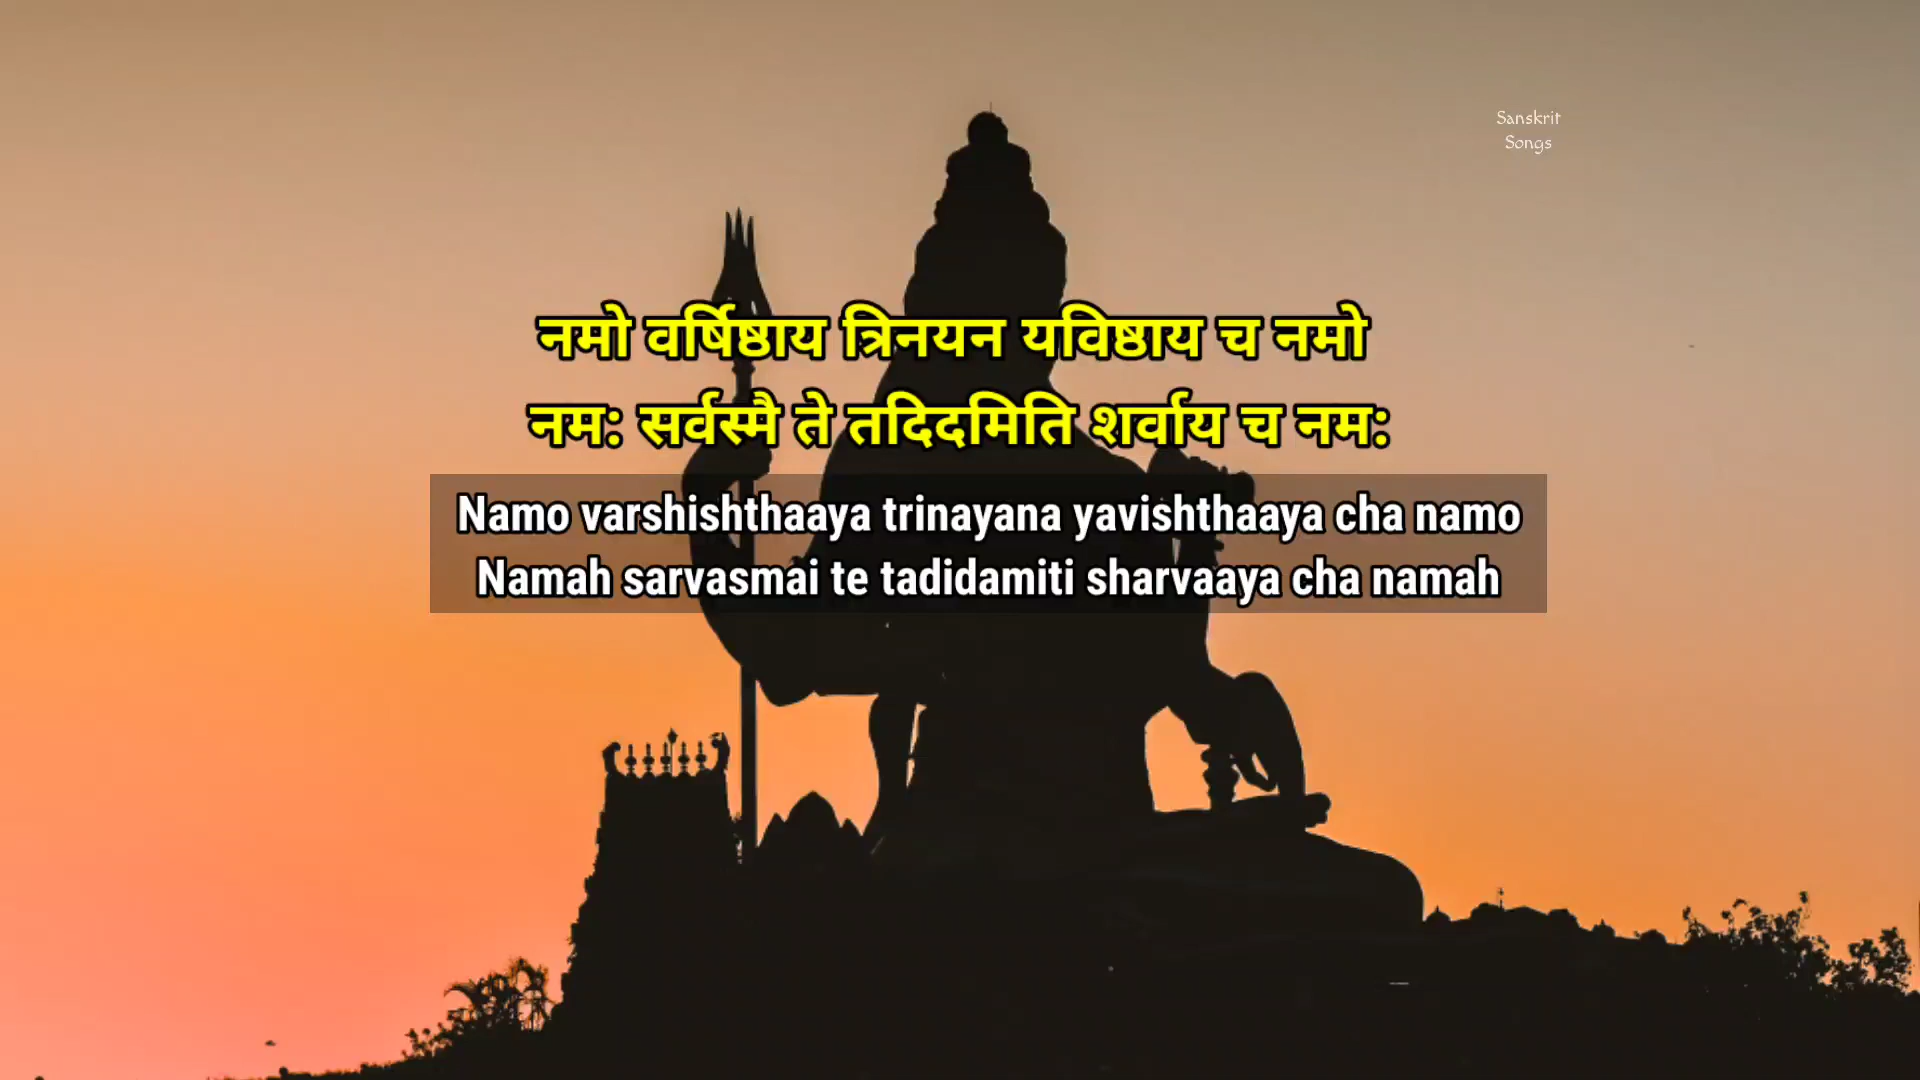 Sanskrit
Songs
नमो वर्षिष्ठाय त्रिनयन यविष्ठाय च नमो
नम: सर्वस्मै ते तदिदमिति शर्वाय च नम:
Namo varshishthaaya trinayana yavishthaaya cha namo
Namah sarvasmai te tadidamiti sharvaaya cha namah